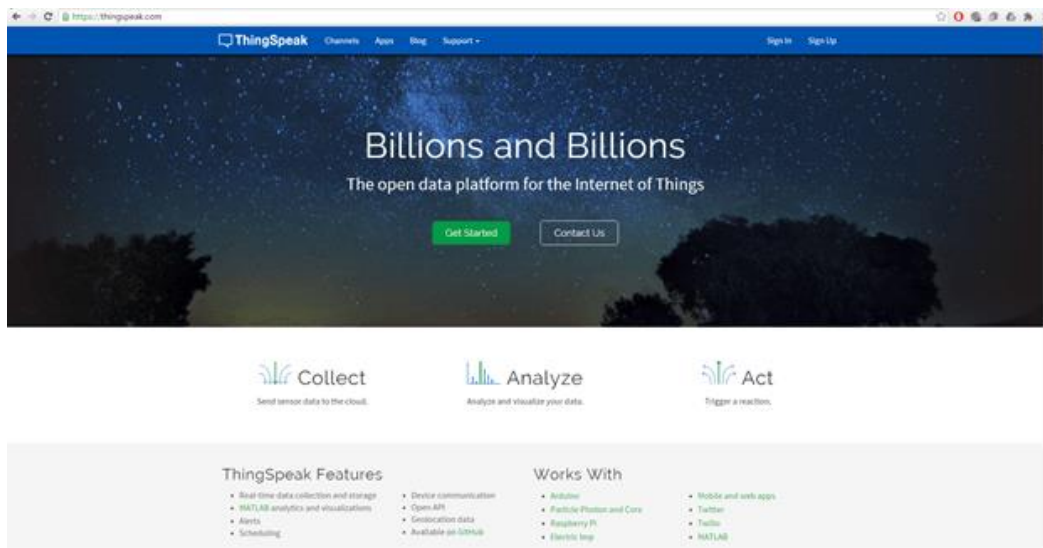 https://thingspeak.com
ThingSpeak Channels Apps Blog Support Sign In Sign Up
Billions and Billions
The open data platform for the Internet of Things
Get Started Contact Us
Collect
Send sensor data to the cloud.
Analyze
Analyze and visualize your data.
Act
Trigger a reaction.
ThingSpeak Features
Real-time data collection and storage
MATLAB analytics and visualizations
Alerts
Scheduling
Device communication
Open API
Geolocation data
Available on GitHub
Works With
Arduino
Particle Photon and Core
Raspberry Pi
Electric Imp
Mobile and web apps
Twitter
Twilio
MATLAB